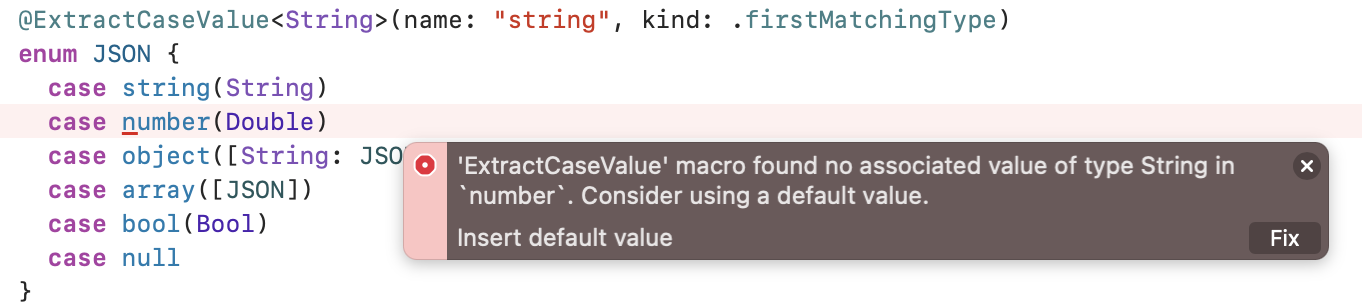 @ExtractCaseValue<String>(name: "string", kind: .firstMatchingType)
enum JSON {
  case string(String)
  case number(Double)
  case object([String: JSO
'ExtractCaseValue' macro found no associated value of type String in
`number`. Consider using a default value.
Insert default value
Fix
  case array([JSON])
  case bool(Bool)
  case null
}